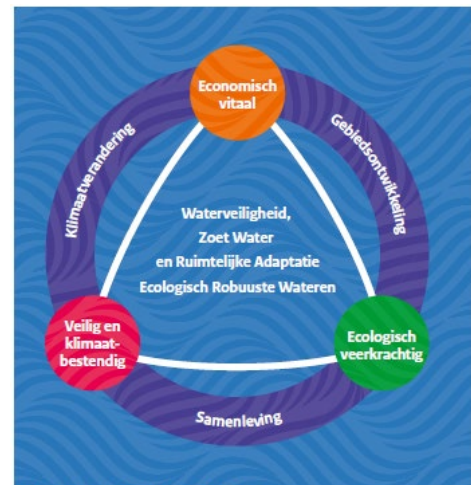 Economisch
vitaal
Klimaatverandering
Gebiedsontwikkeling
Waterveiligheid,
Zoet Water
en Ruimtelijke Adaptatie
Ecologisch Robuuste Wateren
Veilig en
klimaat-
bestendig
Ecologisch
veerkrachtig
Samenleving